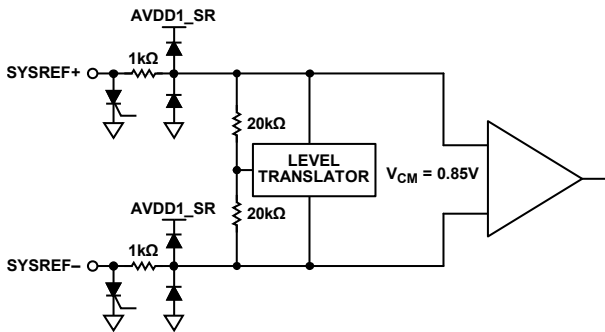 AVDD1_SR
1kΩ
SYSREF+
20kΩ
LEVEL
TRANSLATOR
VCM = 0.85V
20kΩ
AVDD1_SR
1kΩ
SYSREF–